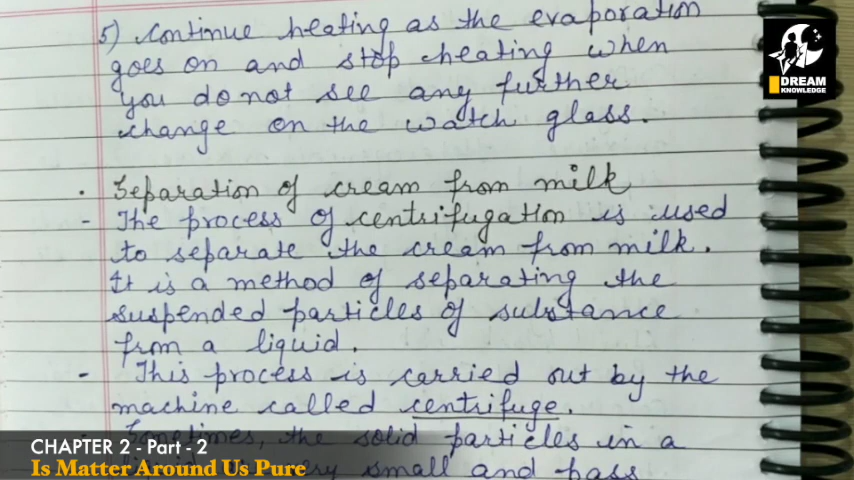 5) Continue heating as the evaporation
goes on and stop heating when
you do not see any further
change on the watch glass.
• Separation of cream from milk
- The process of centrifugation is used
to separate the cream from milk.
It is a method of separating the
suspended particles of substance
from a liquid.
- This process is carried out by the
machine called centrifuge.
Sometimes, the solid particles in a
small and pass
DREAM
KNOWLEDGE
CHAPTER 2 - Part - 2
Is Matter Around Us Pure